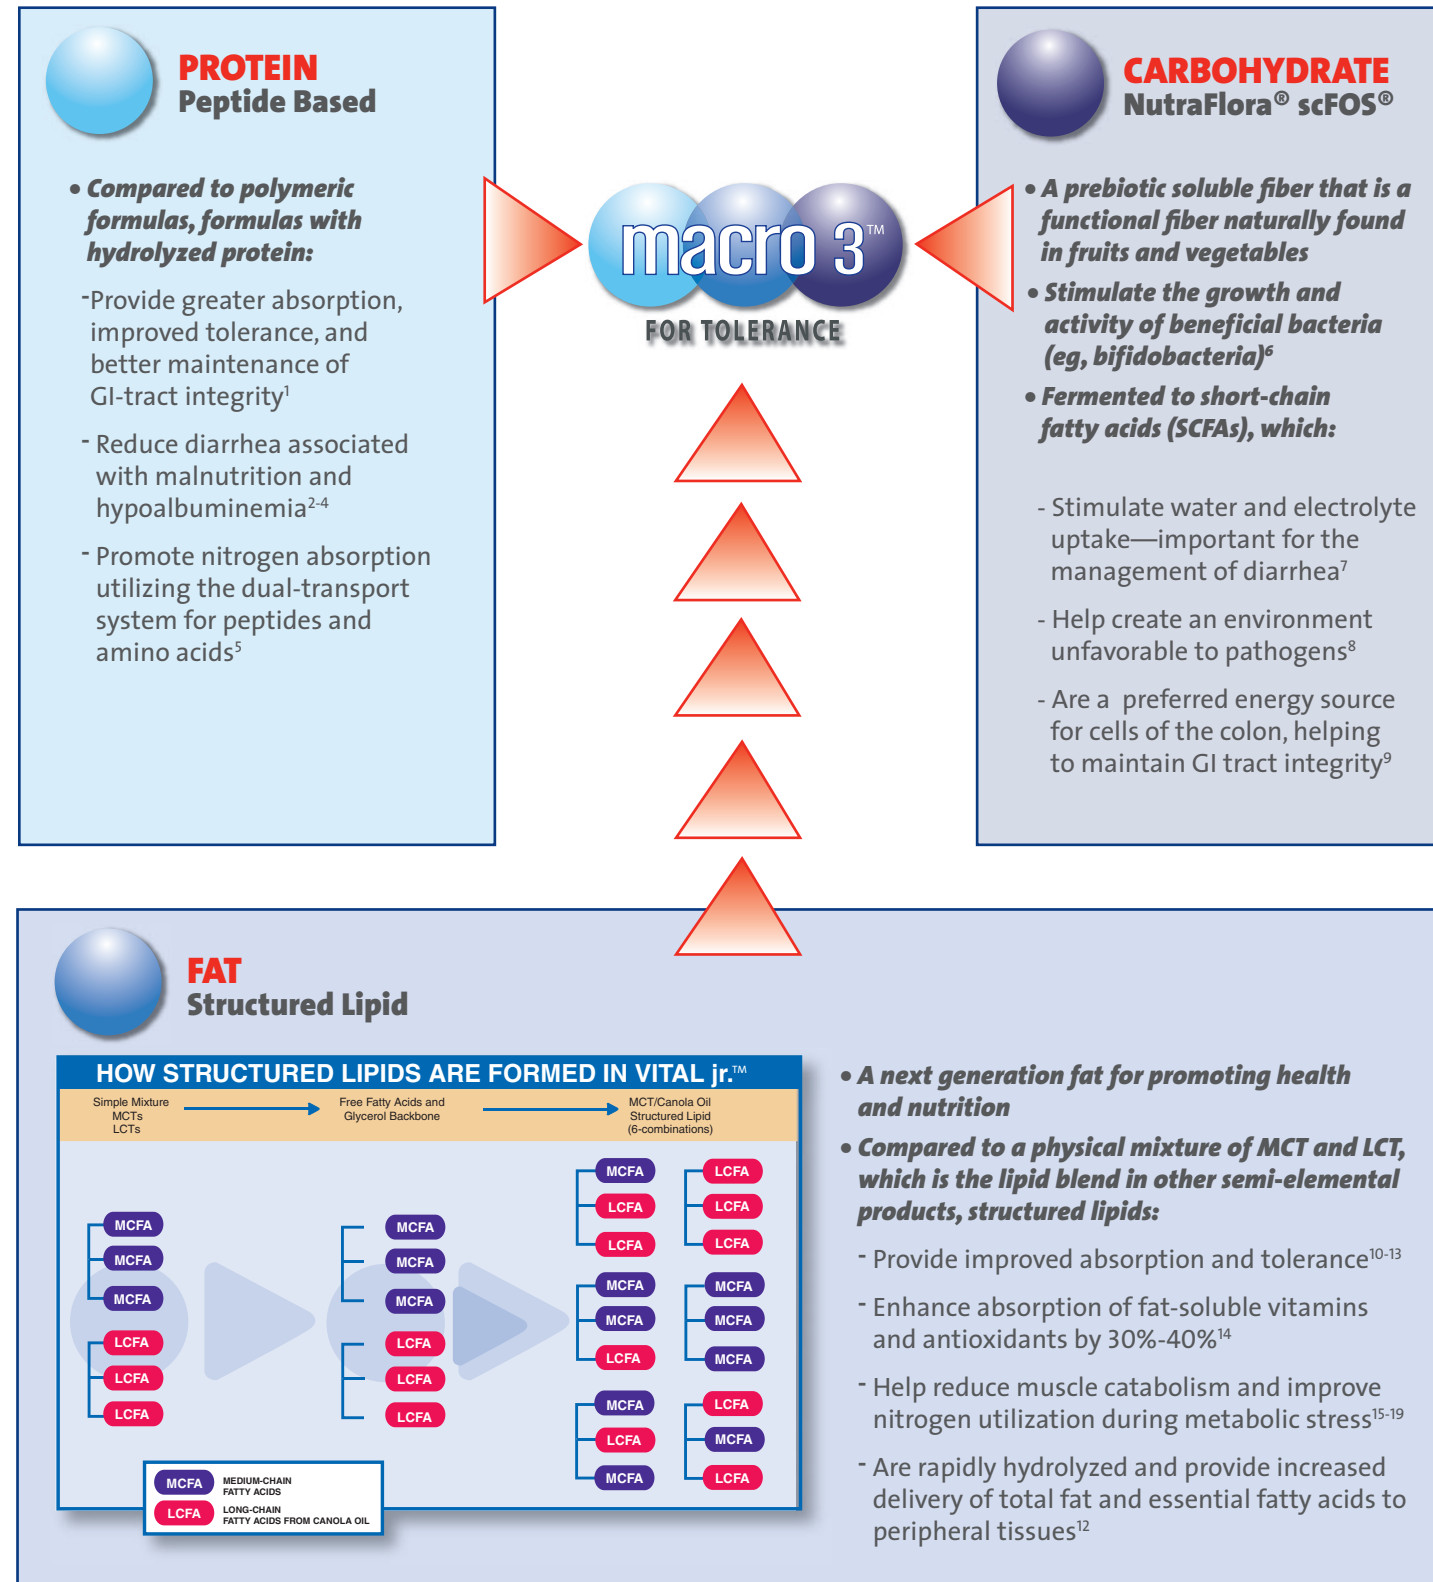 PROTEIN
Peptide Based
• Compared to polymeric
formulas, formulas with
hydrolyzed protein:
-Provide greater absorption,
improved tolerance, and
better maintenance of
GI-tract integrity¹
- Reduce diarrhea associated
with malnutrition and
hypoalbuminemia²⁻⁴
- Promote nitrogen absorption
utilizing the dual-transport
system for peptides and
amino acids⁵
macro 3™
FOR TOLERANCE
CARBOHYDRATE
NutraFlora® scFOS®
• A prebiotic soluble fiber that is a
functional fiber naturally found
in fruits and vegetables
• Stimulate the growth and
activity of beneficial bacteria
(eg, bifidobacteria)⁶
• Fermented to short-chain
fatty acids (SCFAs), which:
- Stimulate water and electrolyte
uptake—important for the
management of diarrhea⁷
- Help create an environment
unfavorable to pathogens⁸
- Are a preferred energy source
for cells of the colon, helping
to maintain GI tract integrity⁹
FAT
Structured Lipid
HOW STRUCTURED LIPIDS ARE FORMED IN VITAL jr.™
Simple Mixture
MCTs
LCTs
Free Fatty Acids and
Glycerol Backbone
MCT/Canola Oil
Structured Lipid
(6-combinations)
MCFA
MCFA
MCFA
LCFA
LCFA
LCFA
MCFA
MCFA
MCFA
LCFA
LCFA
LCFA
MCFA
LCFA
LCFA
LCFA
LCFA
LCFA
MCFA
MCFA
LCFA
MCFA
MCFA
MCFA
MCFA
LCFA
MCFA
LCFA
MCFA
LCFA
MCFA
MEDIUM-CHAIN
FATTY ACIDS
LCFA
LONG-CHAIN
FATTY ACIDS FROM CANOLA OIL
• A next generation fat for promoting health
and nutrition
• Compared to a physical mixture of MCT and LCT,
which is the lipid blend in other semi-elemental
products, structured lipids:
- Provide improved absorption and tolerance¹⁰⁻¹³
- Enhance absorption of fat-soluble vitamins
and antioxidants by 30%-40%¹⁴
- Help reduce muscle catabolism and improve
nitrogen utilization during metabolic stress¹⁵⁻¹⁹
- Are rapidly hydrolyzed and provide increased
delivery of total fat and essential fatty acids to
peripheral tissues¹²